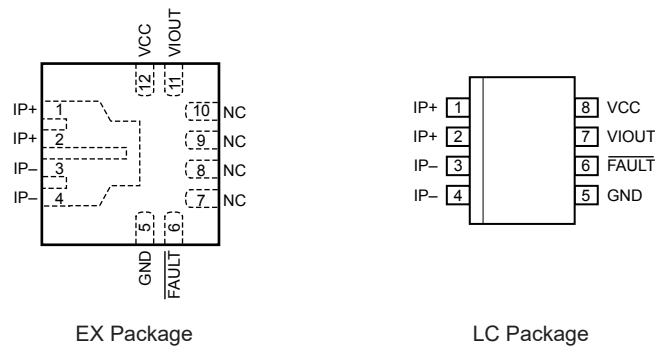 VCC
VIOUT
12
11
IP+ 1
10 NC
IP+ 2
9 NC
IP– 3
8 NC
IP– 4
7 NC
5
6
GND
FAULT
EX Package
IP+ 1
8 VCC
IP+ 2
7 VIOUT
IP– 3
6 FAULT
IP– 4
5 GND
LC Package